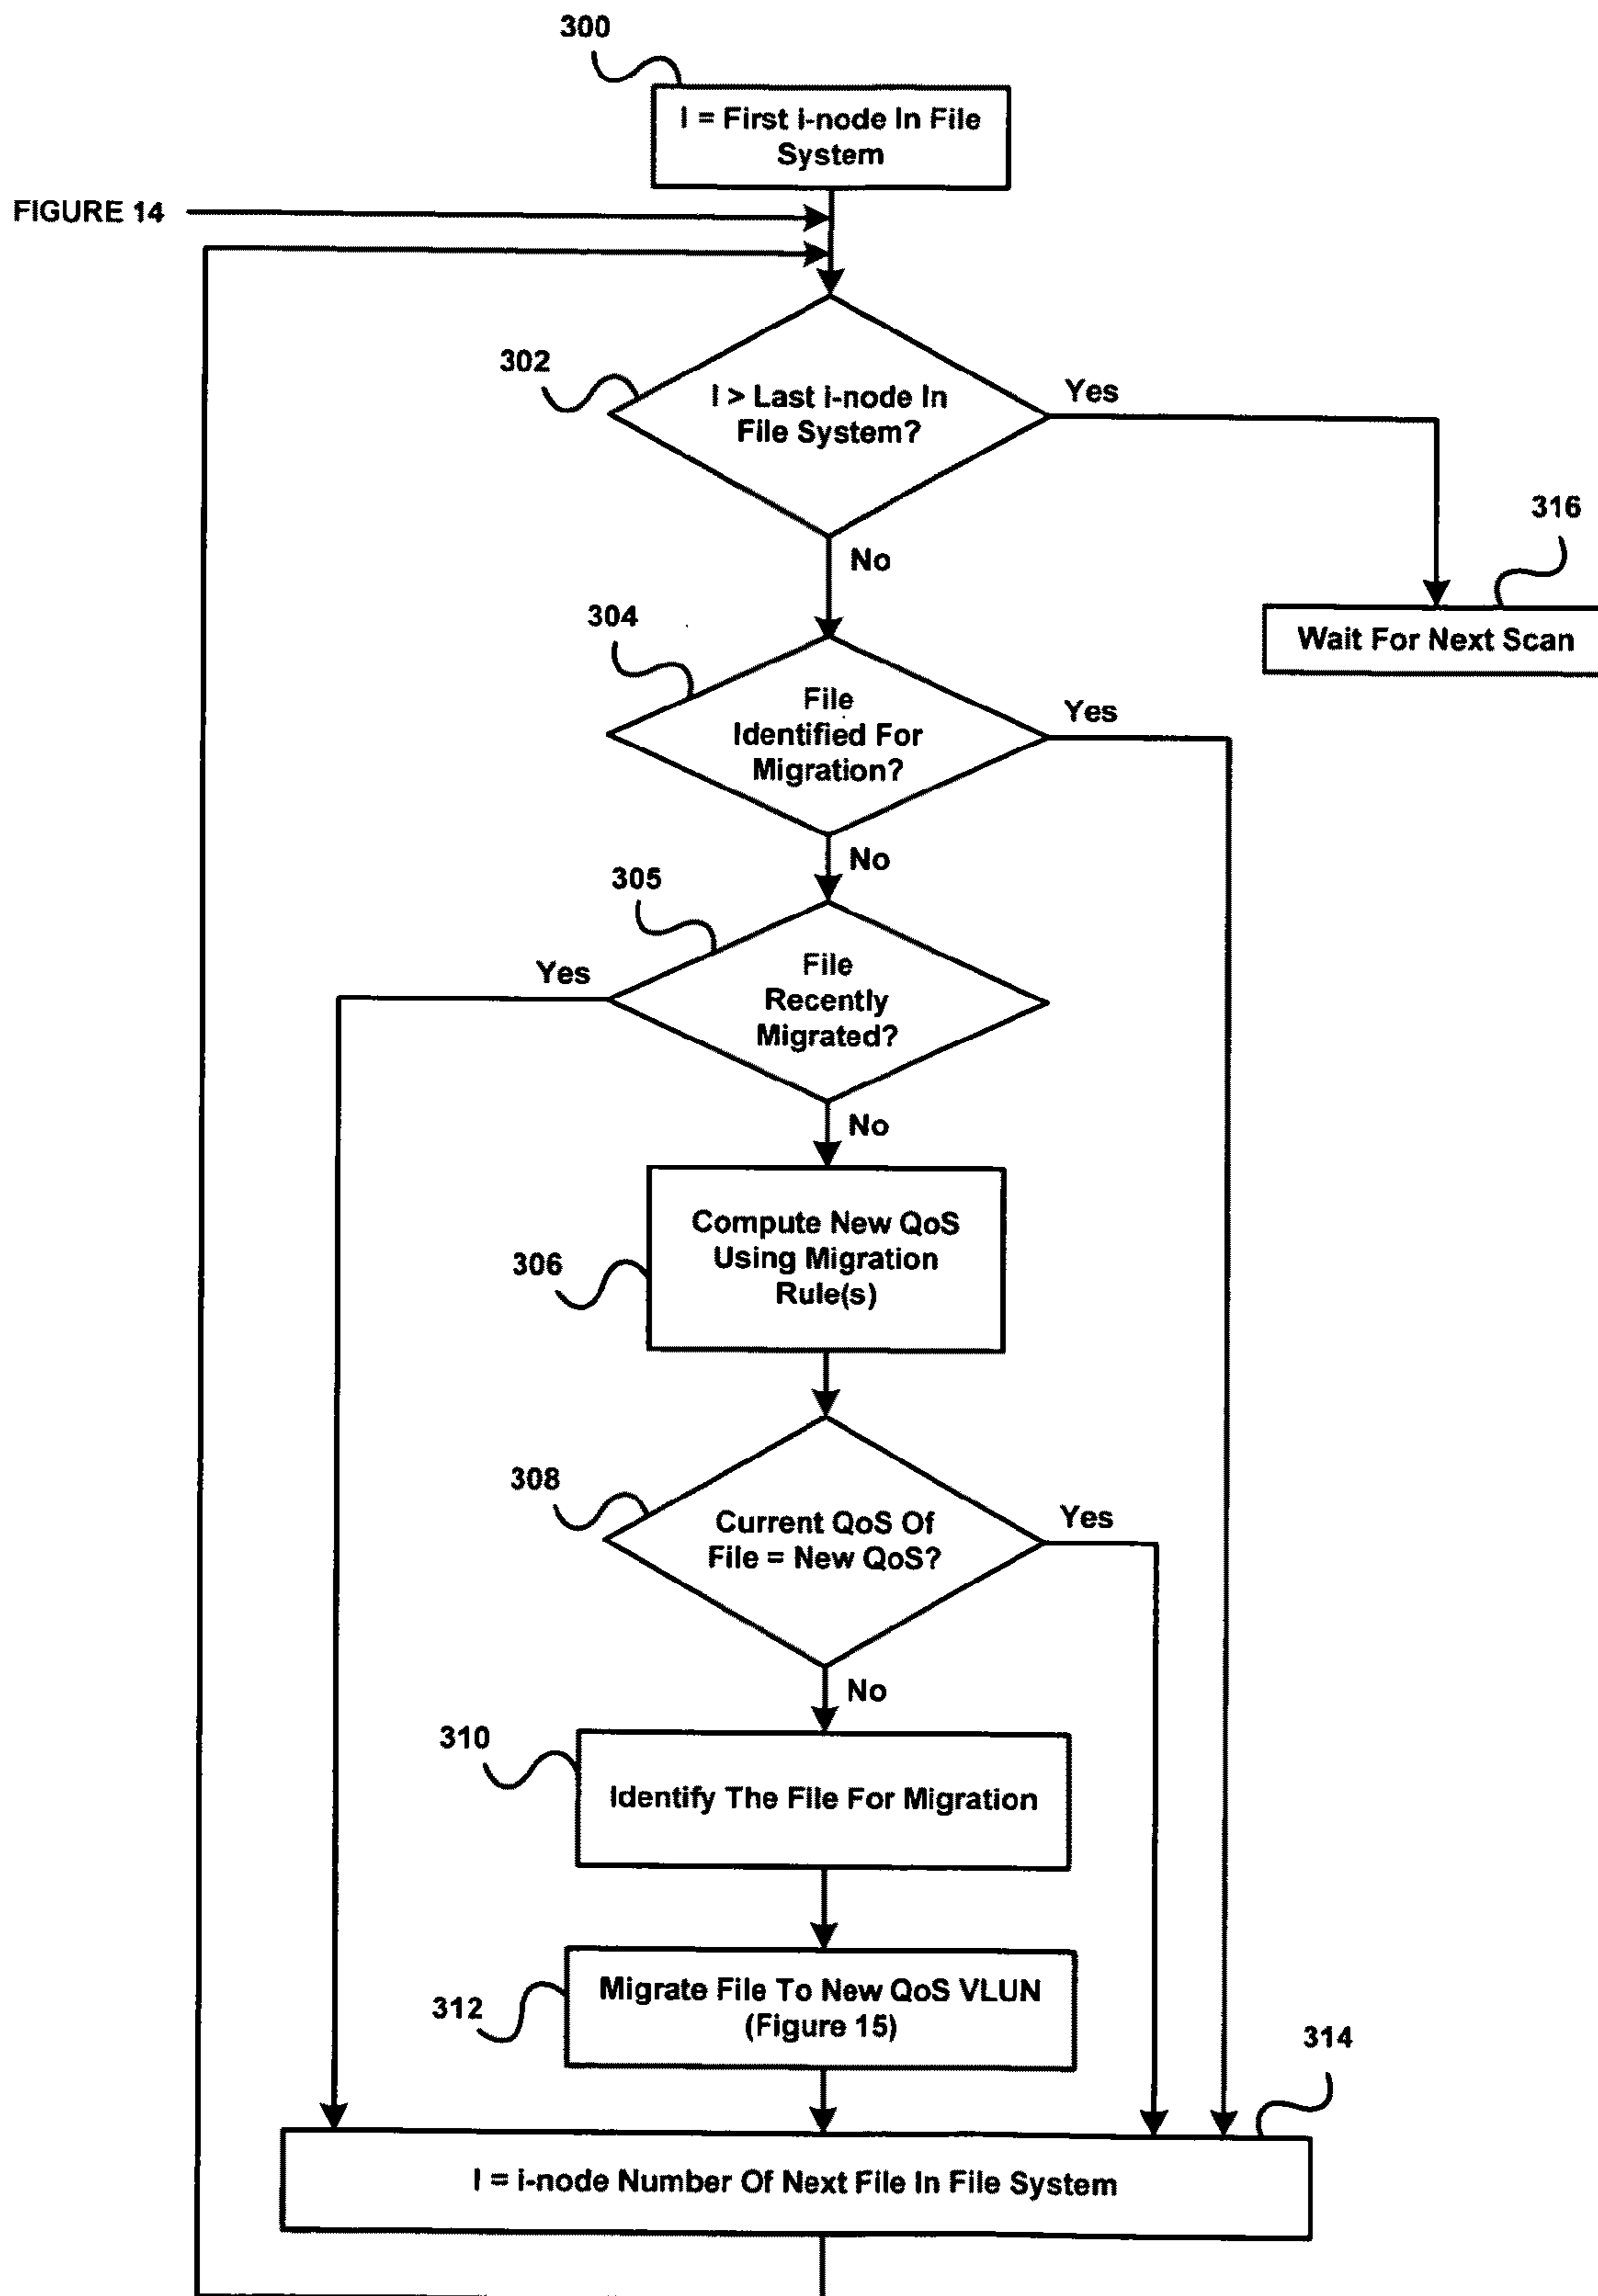 300
I = First i-node In File
System
FIGURE 14
302
I > Last i-node In
File System?
Yes
No
316
Wait For Next Scan
304
File
Identified For
Migration?
Yes
No
305
Yes
File
Recently
Migrated?
No
306
Compute New QoS
Using Migration
Rule(s)
308
Current QoS Of
File = New QoS?
Yes
No
310
Identify The File For Migration
312
Migrate File To New QoS VLUN
(Figure 15)
314
I = i-node Number Of Next File In File System